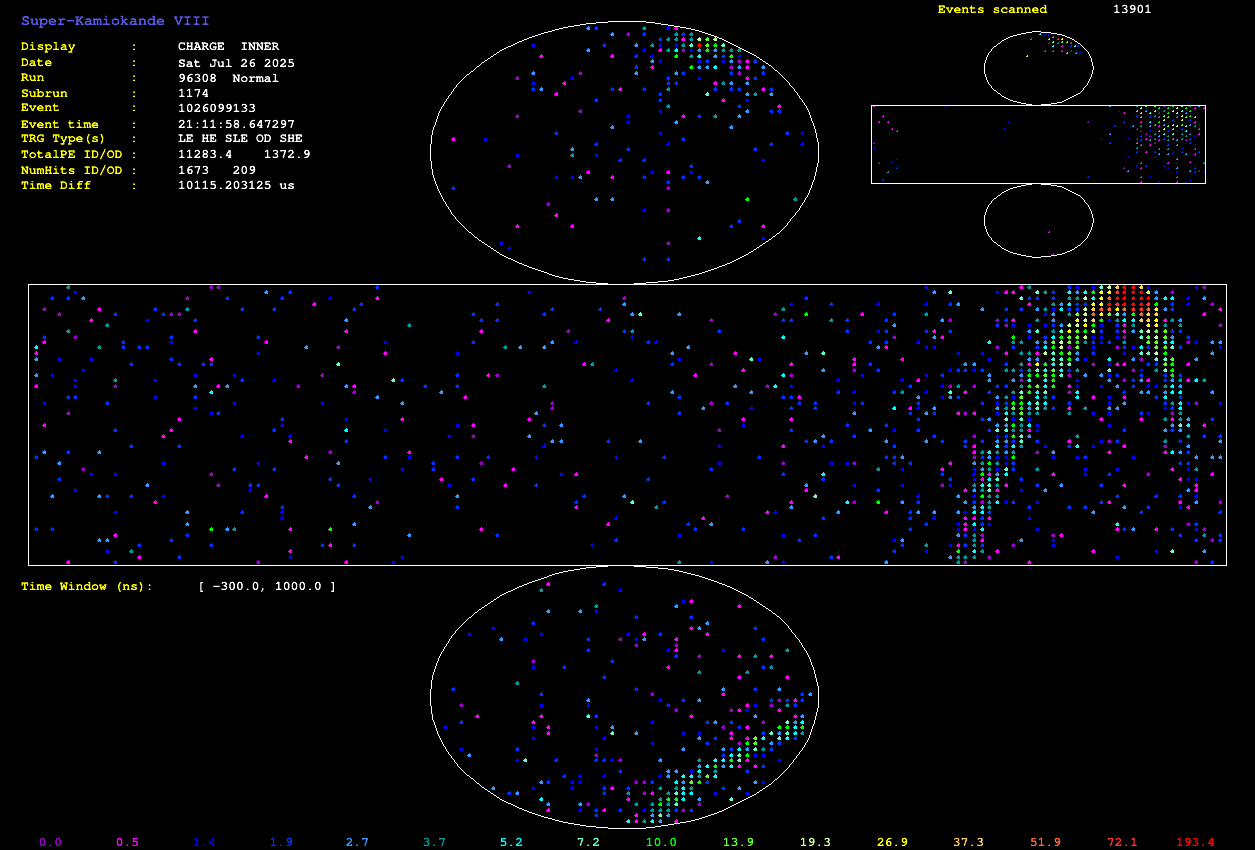 Super-Kamiokande VIII
Events scanned 13901
Display : CHARGE INNER
Date : Sat Jul 26 2025
Run : 96308 Normal
Subrun : 1174
Event : 1026099133
Event time : 21:11:58.647297
TRG Type(s) : LE HE SLE OD SHE
TotalPE ID/OD : 11283.4 1372.9
NumHits ID/OD : 1673 209
Time Diff : 10115.203125 us
Time Window (ns): [ -300.0, 1000.0 ]
0.0 0.5 1.4 1.9 2.7 3.7 5.2 7.2 10.0 13.9 19.3 26.9 37.3 51.9 72.1 193.4